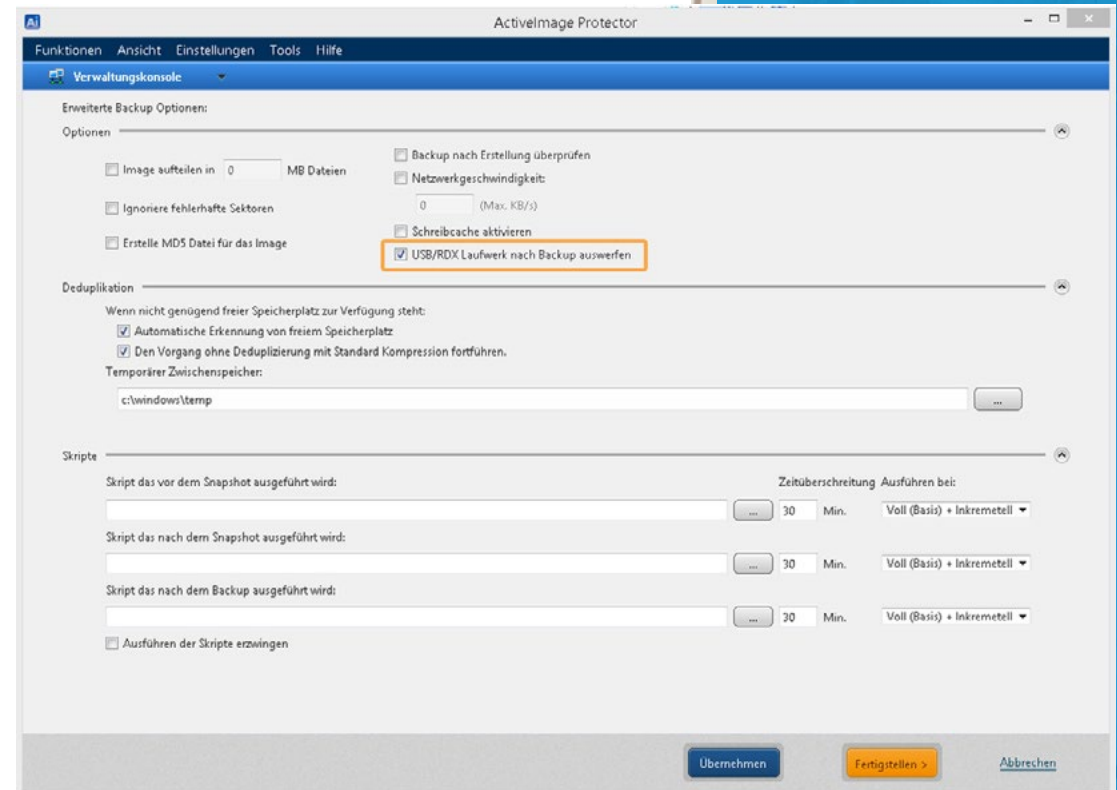 Ai ActiveImage Protector
Funktionen Ansicht Einstellungen Tools Hilfe
Verwaltungskonsole
Erweiterte Backup Optionen:
Optionen
Image aufteilen in 0 MB Dateien
Ignoriere fehlerhafte Sektoren
Erstelle MD5 Datei für das Image
Backup nach Erstellung überprüfen
Netzwerkgeschwindigkeit:
0 (Max. KB/s)
Schreibcache aktivieren
USB/RDX Laufwerk nach Backup auswerfen
Deduplikation
Wenn nicht genügend freier Speicherplatz zur Verfügung steht:
Automatische Erkennung von freiem Speicherplatz
Den Vorgang ohne Deduplizierung mit Standard Kompression fortführen.
Temporärer Zwischenspeicher:
c:\windows\temp ...
Skripte
Skript das vor dem Snapshot ausgeführt wird: Zeitüberschreitung Ausführen bei:
... 30 Min. Voll (Basis) + Inkremetell
Skript das nach dem Snapshot ausgeführt wird:
... 30 Min. Voll (Basis) + Inkremetell
Skript das nach dem Backup ausgeführt wird:
... 30 Min. Voll (Basis) + Inkremetell
Ausführen der Skripte erzwingen
Übernehmen Fertigstellen > Abbrechen